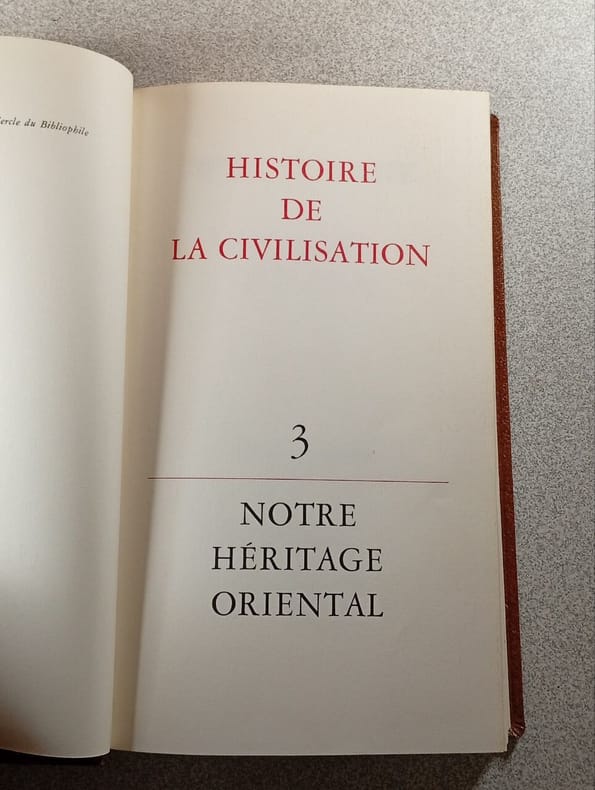 ercle du Bibliophile
HISTOIRE
DE
LA CIVILISATION
3
NOTRE
HÉRITAGE
ORIENTAL